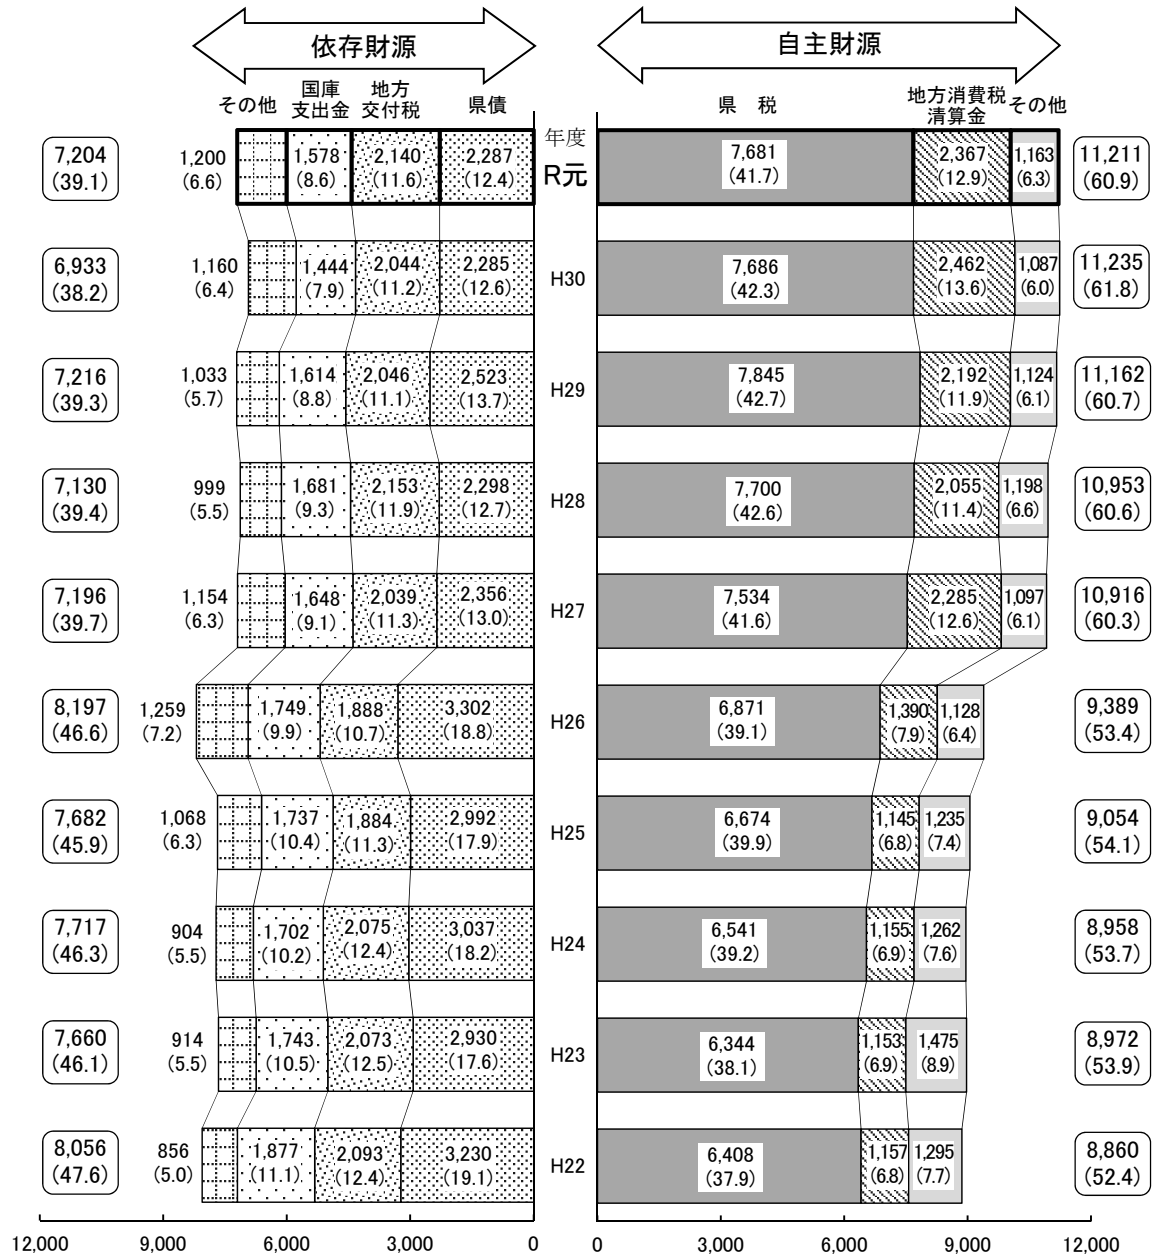 依存財源 自主財源
その他 国庫支出金 地方交付税 県債 県 税 地方消費税清算金 その他
年度
7,204 1,200 1,578 2,140 2,287 R元 7,681 2,367 1,163 11,211
(39.1) (6.6) (8.6) (11.6) (12.4) (41.7) (12.9) (6.3) (60.9)
6,933 1,160 1,444 2,044 2,285 H30 7,686 2,462 1,087 11,235
(38.2) (6.4) (7.9) (11.2) (12.6) (42.3) (13.6) (6.0) (61.8)
7,216 1,033 1,614 2,046 2,523 H29 7,845 2,192 1,124 11,162
(39.3) (5.7) (8.8) (11.1) (13.7) (42.7) (11.9) (6.1) (60.7)
7,130 999 1,681 2,153 2,298 H28 7,700 2,055 1,198 10,953
(39.4) (5.5) (9.3) (11.9) (12.7) (42.6) (11.4) (6.6) (60.6)
7,196 1,154 1,648 2,039 2,356 H27 7,534 2,285 1,097 10,916
(39.7) (6.3) (9.1) (11.3) (13.0) (41.6) (12.6) (6.1) (60.3)
8,197 1,259 1,749 1,888 3,302 H26 6,871 1,390 1,128 9,389
(46.6) (7.2) (9.9) (10.7) (18.8) (39.1) (7.9) (6.4) (53.4)
7,682 1,068 1,737 1,884 2,992 H25 6,674 1,145 1,235 9,054
(45.9) (6.3) (10.4) (11.3) (17.9) (39.9) (6.8) (7.4) (54.1)
7,717 904 1,702 2,075 3,037 H24 6,541 1,155 1,262 8,958
(46.3) (5.5) (10.2) (12.4) (18.2) (39.2) (6.9) (7.6) (53.7)
7,660 914 1,743 2,073 2,930 H23 6,344 1,153 1,475 8,972
(46.1) (5.5) (10.5) (12.5) (17.6) (38.1) (6.9) (8.9) (53.9)
8,056 856 1,877 2,093 3,230 H22 6,408 1,157 1,295 8,860
(47.6) (5.0) (11.1) (12.4) (19.1) (37.9) (6.8) (7.7) (52.4)
12,000 9,000 6,000 3,000 0 0 3,000 6,000 9,000 12,000